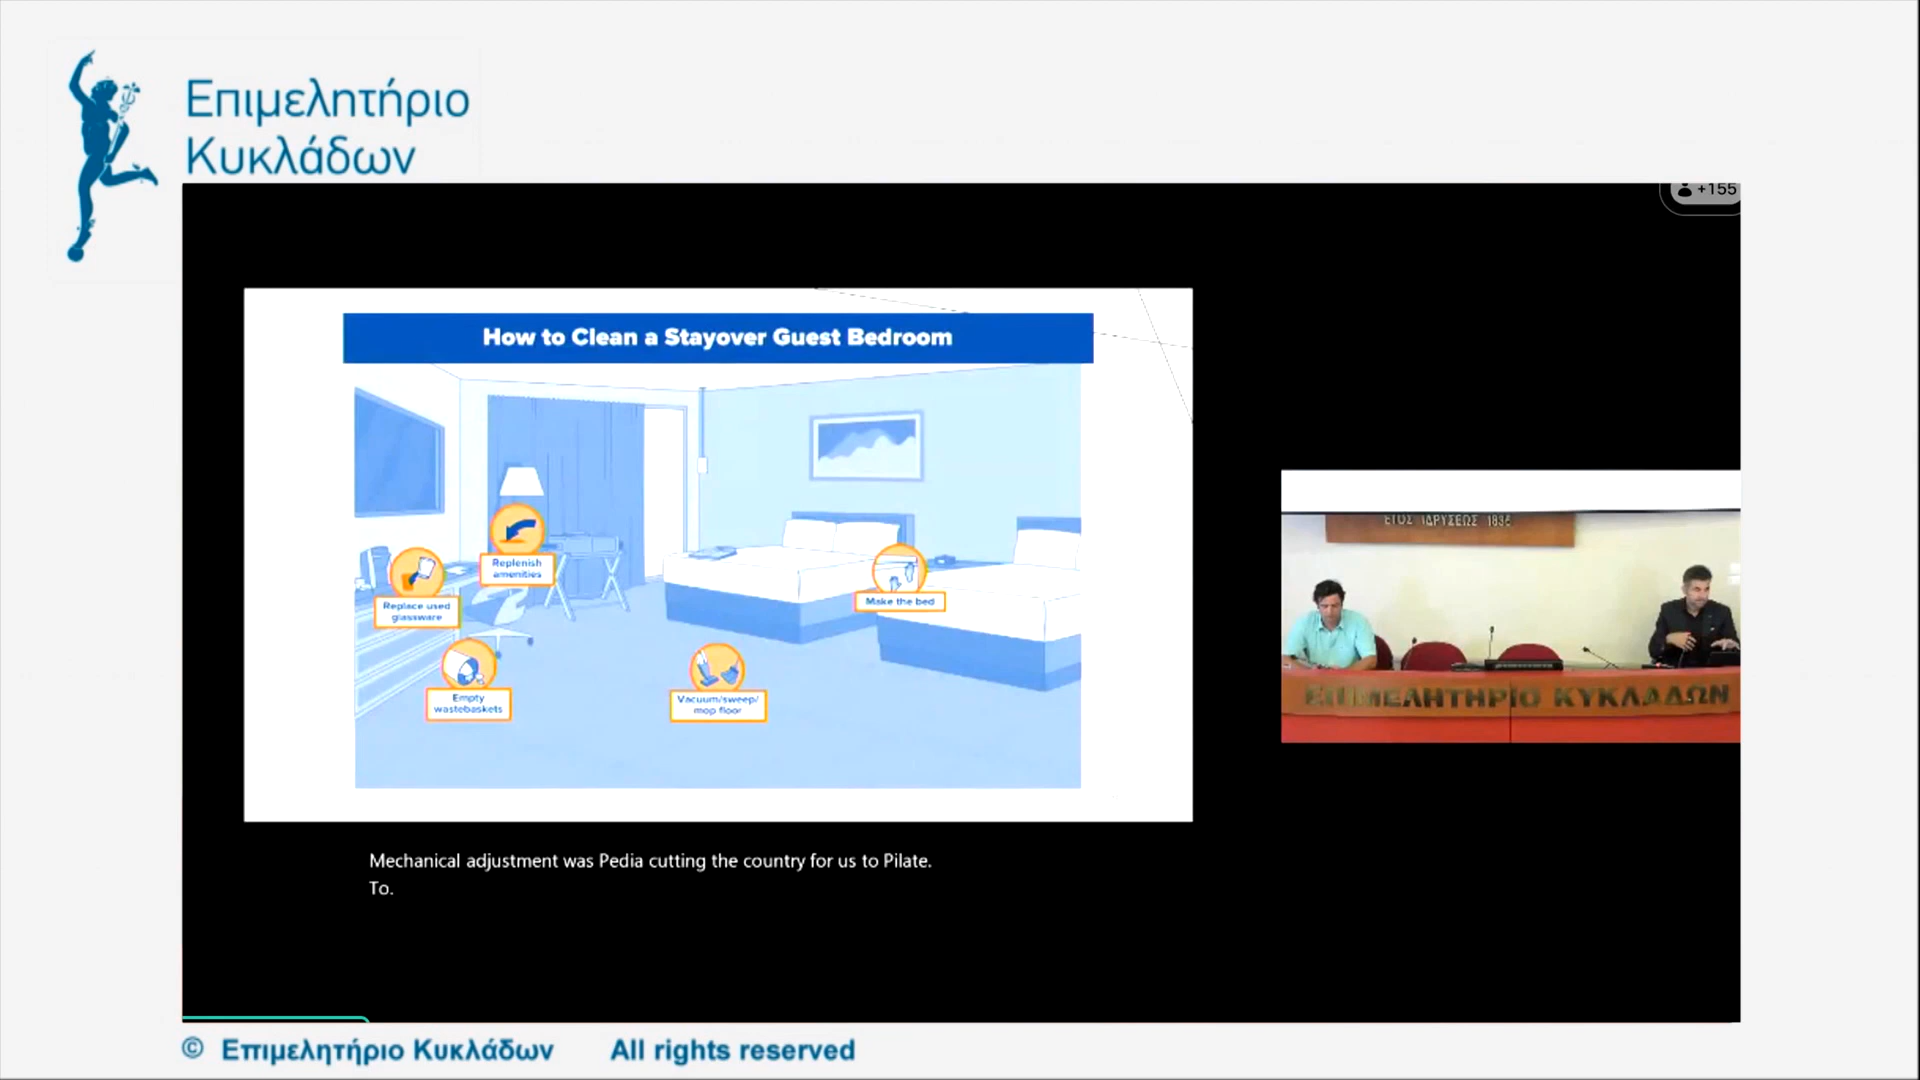 Επιμελητήριο
Κυκλάδων
+155
How to Clean a Stayover Guest Bedroom
Replenish
amenities
Replace used
glassware
Make the bed
Empty
wastebaskets
Vacuum/sweep/
mop floor
ΕΤΟΣ ΙΔΡΥΣΕΩΣ 1836
ΕΠΙΜΕΛΗΤΗΡΙΟ ΚΥΚΛΑΔΩΝ
Mechanical adjustment was Pedia cutting the country for us to Pilate.
To.
© Επιμελητήριο Κυκλάδων All rights reserved